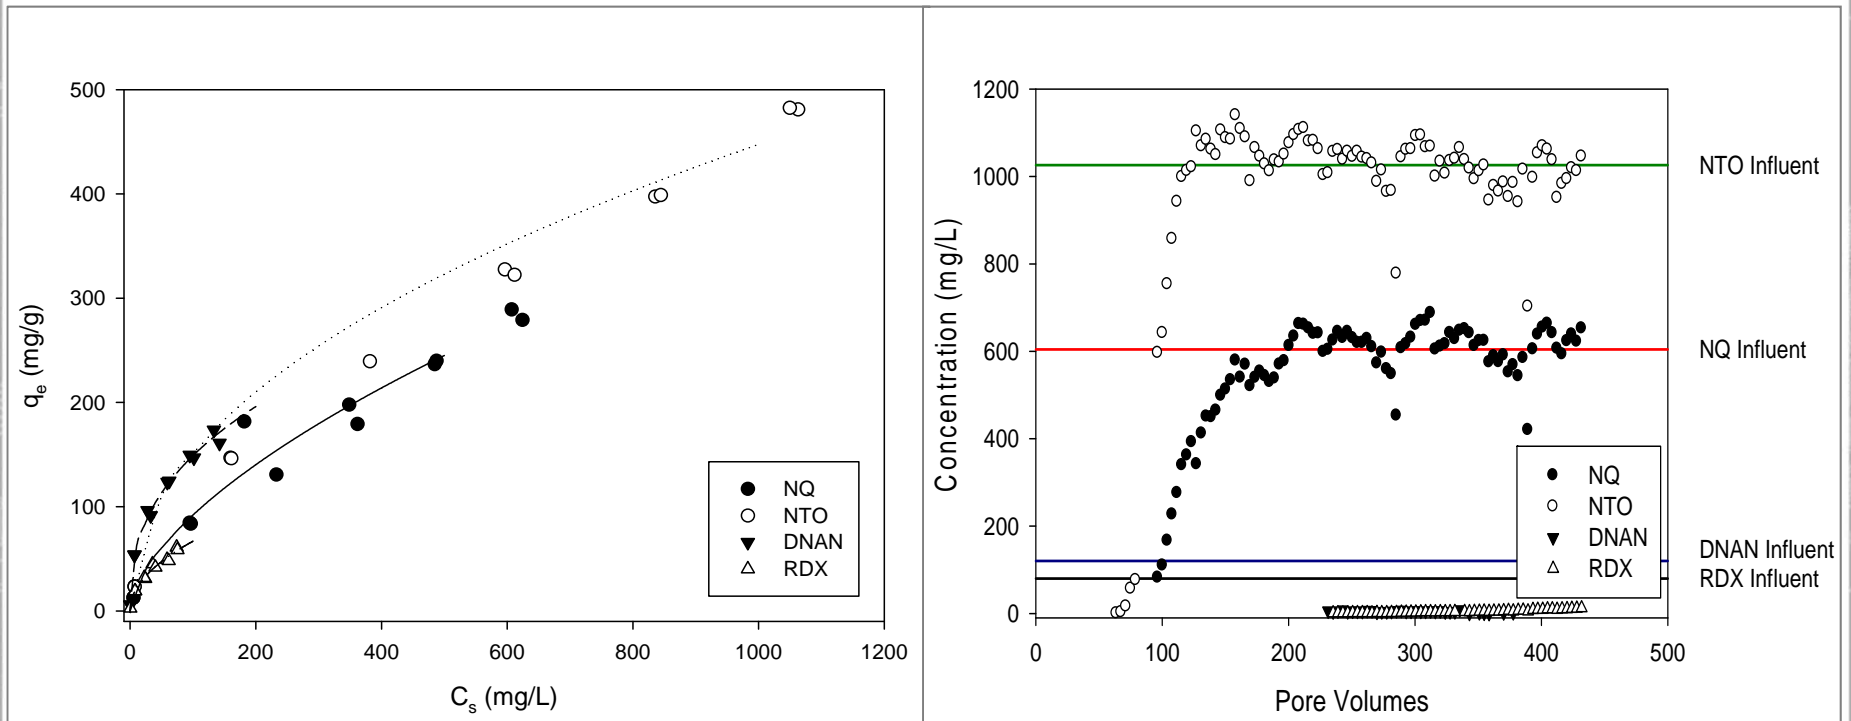 500
400
300
200
100
0
q_e (mg/g)
0 200 400 600 800 1000 1200
C_s (mg/L)
NQ
NTO
DNAN
RDX
1200
1000
800
600
400
200
0
Concentration (mg/L)
0 100 200 300 400 500
Pore Volumes
NQ
NTO
DNAN
RDX
NTO Influent
NQ Influent
DNAN Influent
RDX Influent